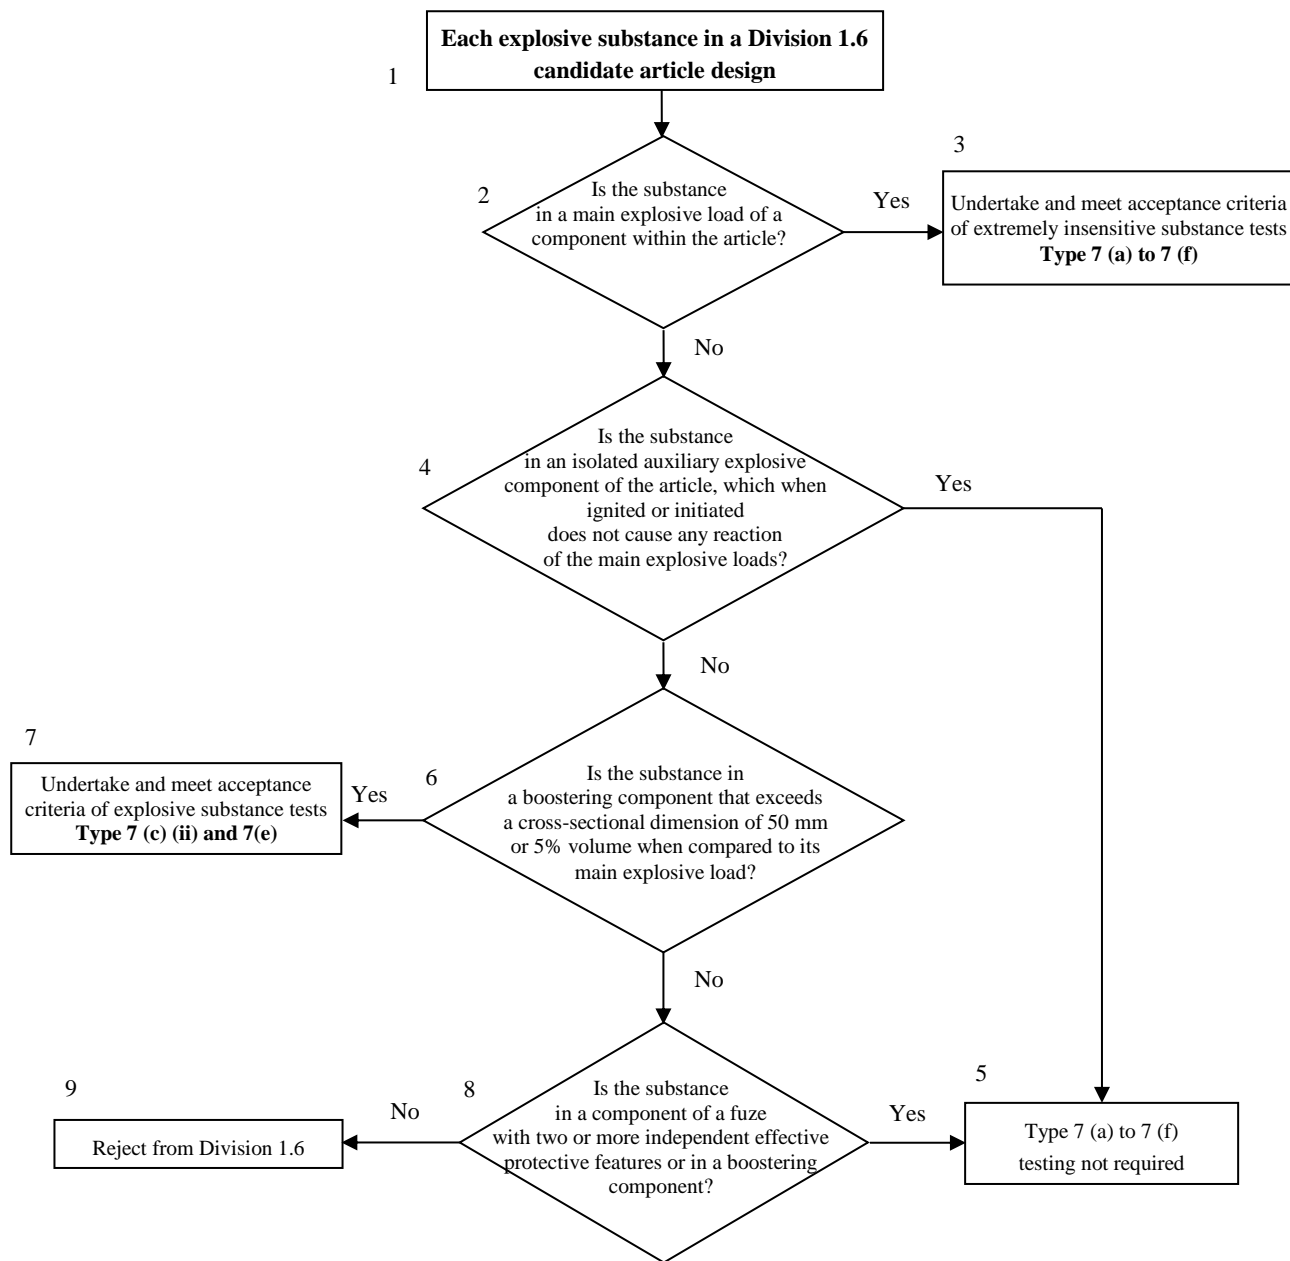 Each explosive substance in a Division 1.6
candidate article design
1
3
2
Is the substance
in a main explosive load of a
component within the article?
Yes
Undertake and meet acceptance criteria
of extremely insensitive substance tests
Type 7 (a) to 7 (f)
No
4
Is the substance
in an isolated auxiliary explosive
component of the article, which when
ignited or initiated
does not cause any reaction
of the main explosive loads?
Yes
No
7
Undertake and meet acceptance
criteria of explosive substance tests
Type 7 (c) (ii) and 7(e)
Yes
6
Is the substance in
a boostering component that exceeds
a cross-sectional dimension of 50 mm
or 5% volume when compared to its
main explosive load?
No
9
Reject from Division 1.6
No
8
Is the substance
in a component of a fuze
with two or more independent effective
protective features or in a boostering
component?
Yes
5
Type 7 (a) to 7 (f)
testing not required